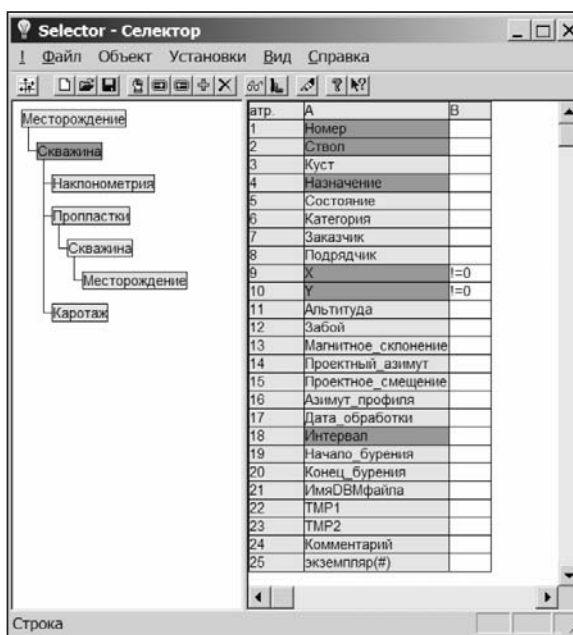 Selector - Селектор
! Файл Объект Установки Вид Справка
Месторождение
Скважина
Наклонометрия
Пропластки
Скважина
Месторождение
Каротаж
атр. A B
1 Номер
2 Ствол
3 Куст
4 Назначение
5 Состояние
6 Категория
7 Заказчик
8 Подрядчик
9 X !=0
10 Y !=0
11 Альтитуда
12 Забой
13 Магнитное_склонение
14 Проектный_азимут
15 Проектное_смещение
16 Азимут_профиля
17 Дата_обработки
18 Интервал
19 Начало_бурения
20 Конец_бурения
21 ИмяDBMфайла
22 TMP1
23 TMP2
24 Комментарий
25 экземпляр(#)
Строка